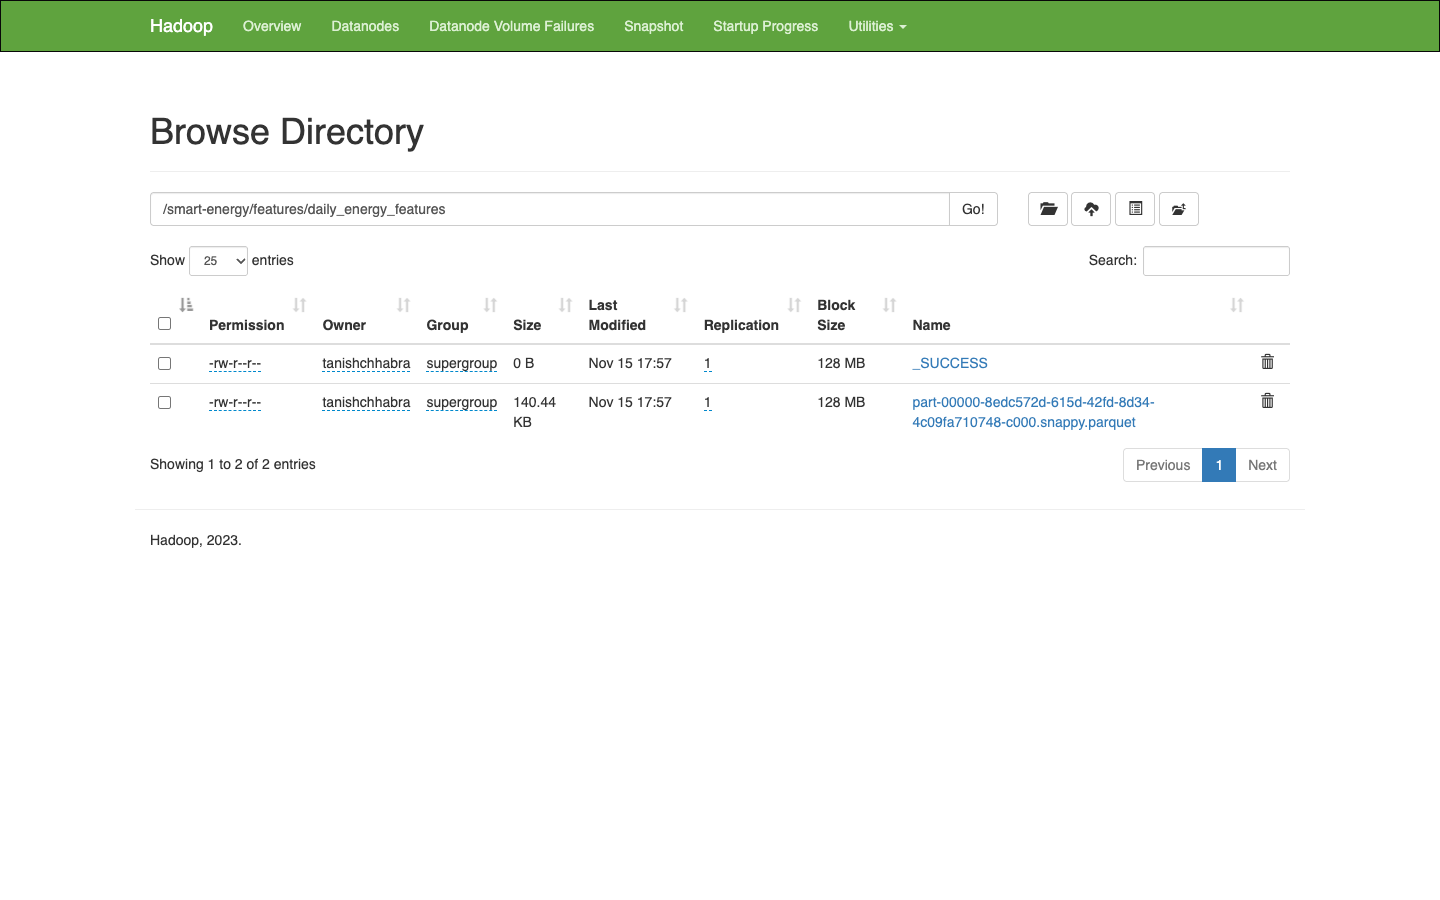 Hadoop Overview Datanodes Datanode Volume Failures Snapshot Startup Progress Utilities
Browse Directory
/smart-energy/features/daily_energy_features Go!
Show 25 entries Search:
Permission Owner Group Size Last Modified Replication Block Size Name
-rw-r--r-- tanishchhabra supergroup 0 B Nov 15 17:57 1 128 MB _SUCCESS
-rw-r--r-- tanishchhabra supergroup 140.44 KB Nov 15 17:57 1 128 MB part-00000-8edc572d-615d-42fd-8d34-
4c09fa710748-c000.snappy.parquet
Showing 1 to 2 of 2 entries Previous 1 Next
Hadoop, 2023.